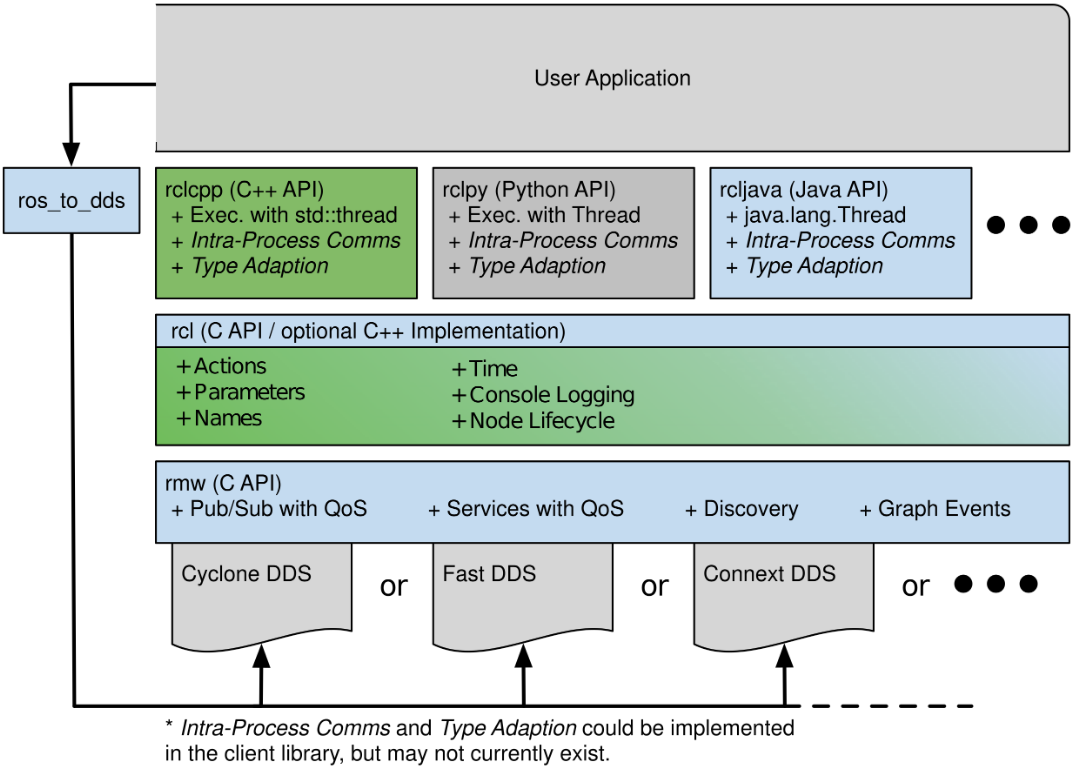 User Application
ros_to_dds
rclcpp (C++ API)
+ Exec. with std::thread
+ Intra-Process Comms
+ Type Adaption
rclpy (Python API)
+ Exec. with Thread
+ Intra-Process Comms
+ Type Adaption
rcljava (Java API)
+ java.lang.Thread
+ Intra-Process Comms
+ Type Adaption
rcl (C API / optional C++ Implementation)
+Actions
+Parameters
+Names
+Time
+Console Logging
+Node Lifecycle
rmw (C API)
+ Pub/Sub with QoS
+ Services with QoS
+ Discovery
+ Graph Events
Cyclone DDS
or
Fast DDS
or
Connext DDS
or
* Intra-Process Comms and Type Adaption could be implemented
in the client library, but may not currently exist.